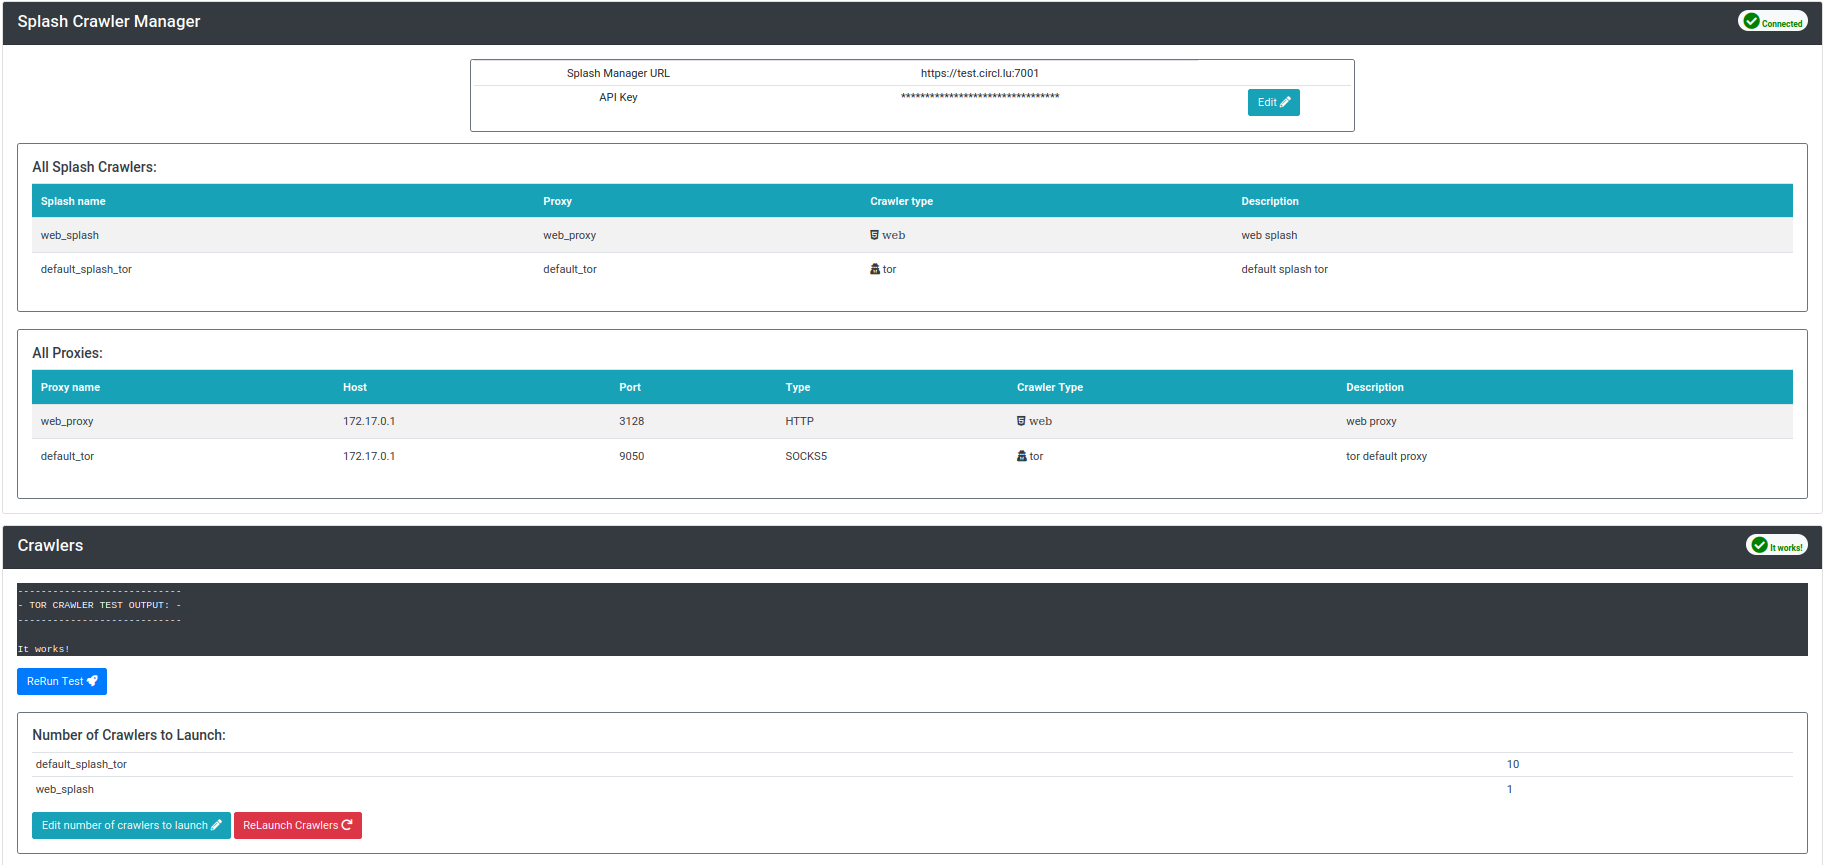 Splash Crawler Manager
Connected
Splash Manager URL https://test.circl.lu:7001
API Key *********************************
Edit
All Splash Crawlers:
Splash name Proxy Crawler type Description
web_splash web_proxy web web splash
default_splash_tor default_tor tor default splash tor
All Proxies:
Proxy name Host Port Type Crawler Type Description
web_proxy 172.17.0.1 3128 HTTP web web proxy
default_tor 172.17.0.1 9050 SOCKS5 tor tor default proxy
Crawlers
It works!
----------------------------
- TOR CRAWLER TEST OUTPUT: -
----------------------------
It works!
ReRun Test
Number of Crawlers to Launch:
default_splash_tor 10
web_splash 1
Edit number of crawlers to launch ReLaunch Crawlers